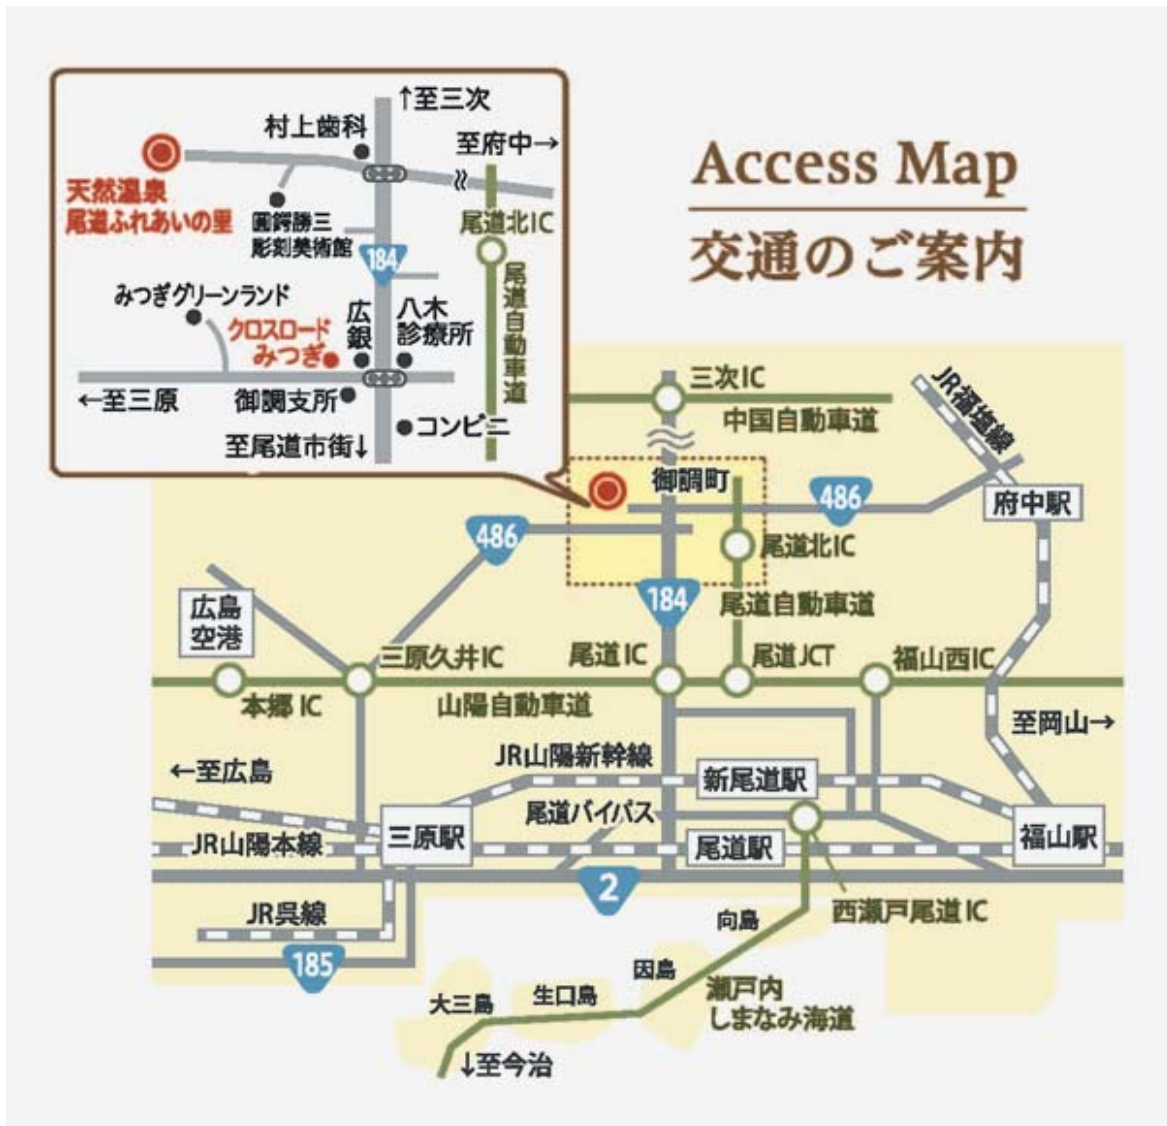 Access Map
交通のご案内
↑至三次
村上歯科
至府中→
天然温泉
尾道ふれあいの里
圓鍔勝三
彫刻美術館
尾道北IC
184
尾道自動車道
みつぎグリーンランド
クロスロード
みつぎ
広銀
八木
診療所
←至三原
御調支所
コンビニ
至尾道市街↓
三次IC
中国自動車道
JR福塩線
御調町
486
府中駅
486
尾道北IC
184
尾道自動車道
広島
空港
三原久井IC
尾道IC
尾道JCT
福山西IC
本郷IC
山陽自動車道
至岡山→
←至広島
JR山陽新幹線
新尾道駅
尾道バイパス
三原駅
福山駅
JR山陽本線
尾道駅
2
JR呉線
西瀬戸尾道IC
向島
185
因島
瀬戸内
しまなみ海道
生口島
大三島
↓至今治